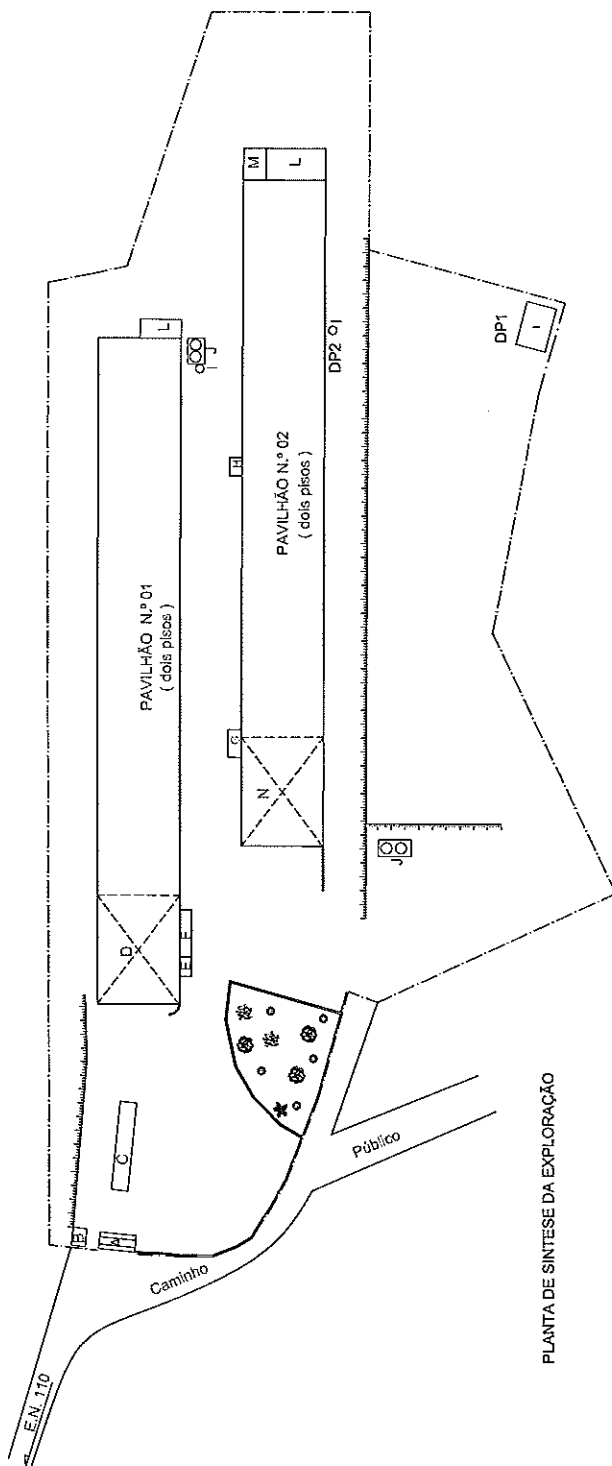 PAVILHÃO N.º 01
( dois pisos )
PAVILHÃO N.º 02
( dois pisos )
M
L
L
J
I
H
DP2
I
DP1
I
G
N
D
F
E
J
C
B
A
Caminho
Público
E.N. 110
PLANTA DE SINTESE DA EXPLORAÇÃO